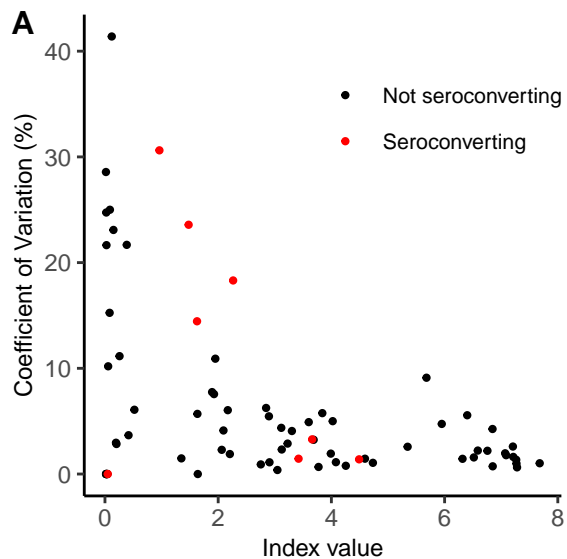 A
Coefficient of Variation (%)
40
30
20
10
0
Not seroconverting
Seroconverting
0 2 4 6 8
Index value